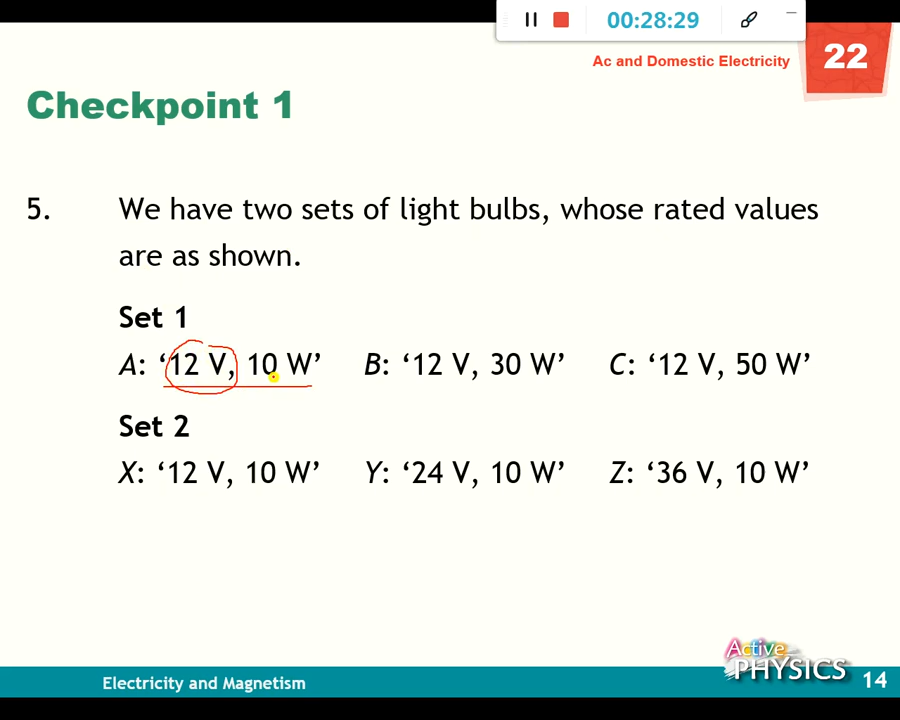 00:28:29
Ac and Domestic Electricity
22
Checkpoint 1
5. We have two sets of light bulbs, whose rated values
are as shown.
Set 1
A: ‘12 V, 10 W’ B: ‘12 V, 30 W’ C: ‘12 V, 50 W’
Set 2
X: ‘12 V, 10 W’ Y: ‘24 V, 10 W’ Z: ‘36 V, 10 W’
Active
PHYSICS
Electricity and Magnetism
14